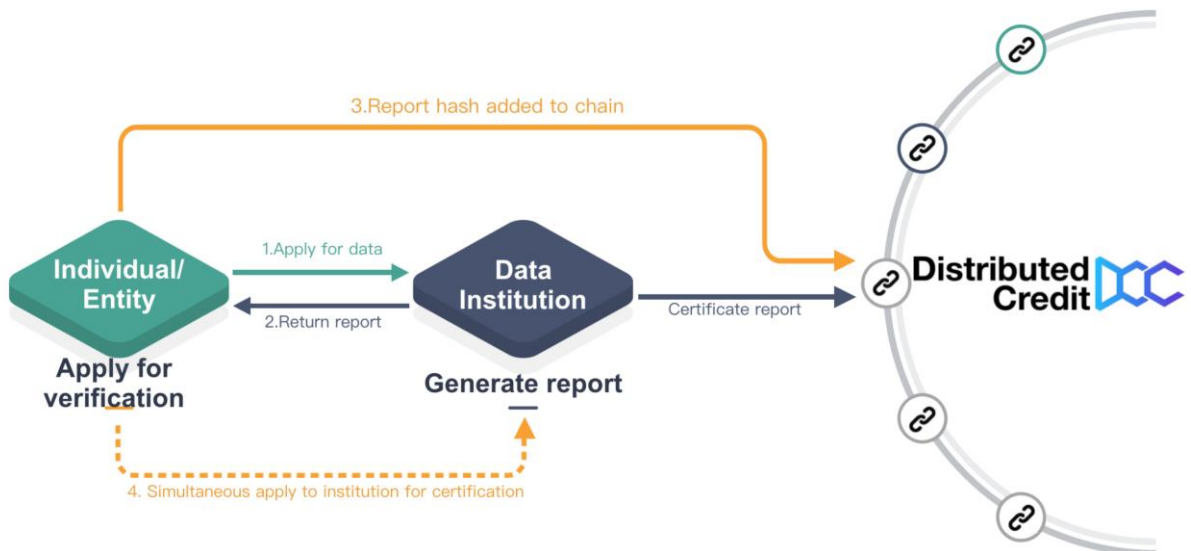 3.Report hash added to chain
Individual/
Entity
1.Apply for data
2.Return report
Data
Institution
Certificate report
Distributed
Credit
DCC
Apply for
verification
Generate report
4. Simultaneous apply to institution for certification